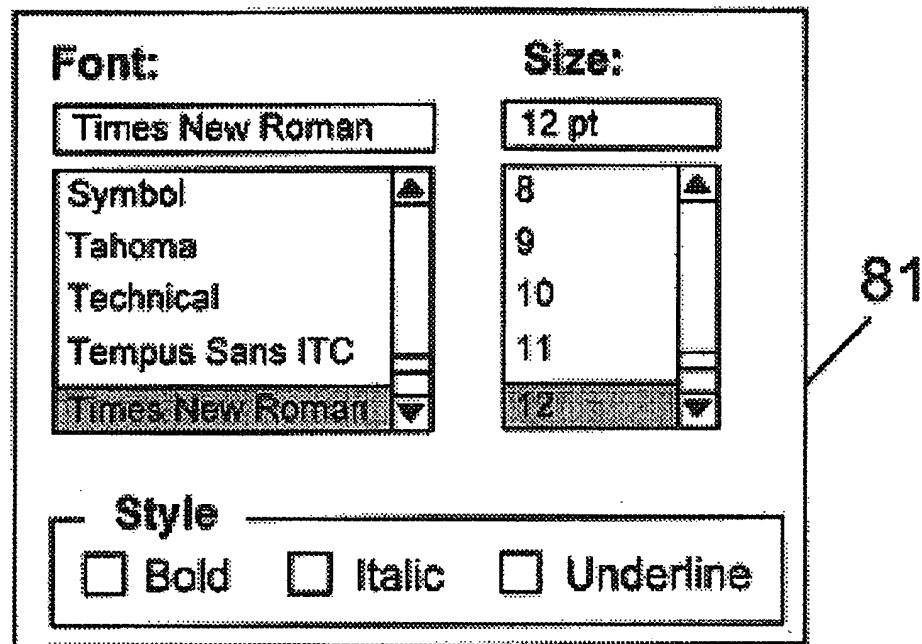 Font:
Size:
Times New Roman
12 pt
Symbol
Tahoma
Technical
Tempus Sans ITC
Times New Roman
8
9
10
11
12
81
Style
Bold
Italic
Underline